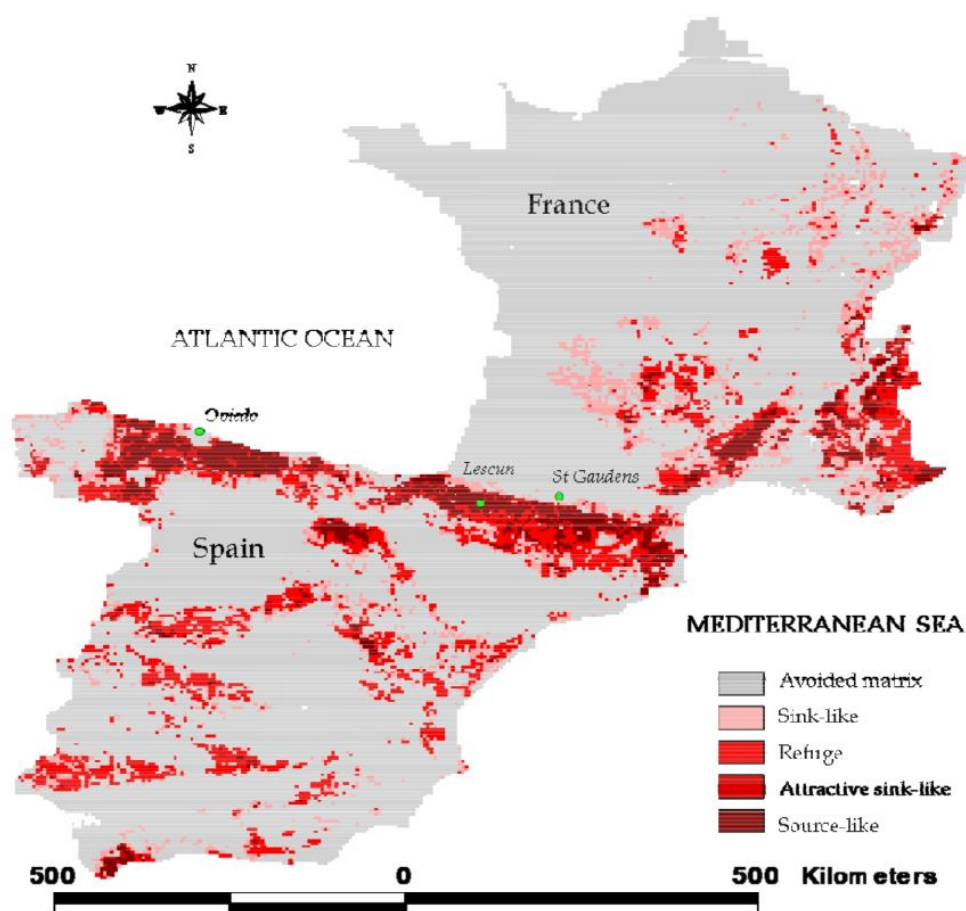 N
W E
S
France
ATLANTIC OCEAN
Oviedo
Lescun
St Gaudens
Spain
MEDITERRANEAN SEA
Avoided matrix
Sink-like
Refuge
Attractive sink-like
Source-like
500 0 500 Kilometers